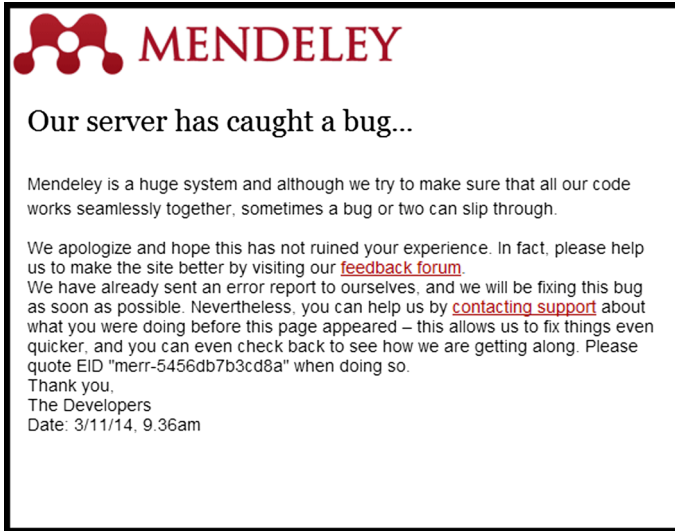 MENDELEY
Our server has caught a bug...
Mendeley is a huge system and although we try to make sure that all our code
works seamlessly together, sometimes a bug or two can slip through.
We apologize and hope this has not ruined your experience. In fact, please help
us to make the site better by visiting our feedback forum.
We have already sent an error report to ourselves, and we will be fixing this bug
as soon as possible. Nevertheless, you can help us by contacting support about
what you were doing before this page appeared – this allows us to fix things even
quicker, and you can even check back to see how we are getting along. Please
quote EID "merr-5456db7b3cd8a" when doing so.
Thank you,
The Developers
Date: 3/11/14, 9.36am